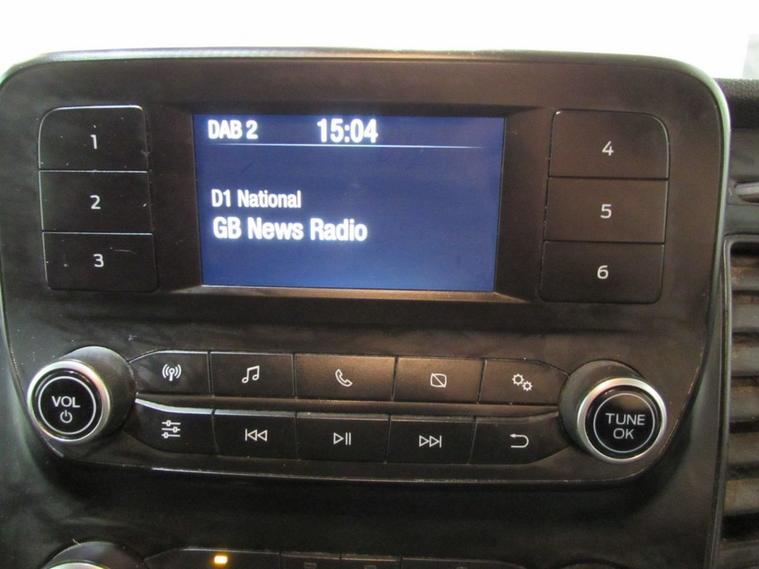 DAB 2 15:04
D1 National
GB News Radio
1
2
3
4
5
6
VOL
TUNE
OK